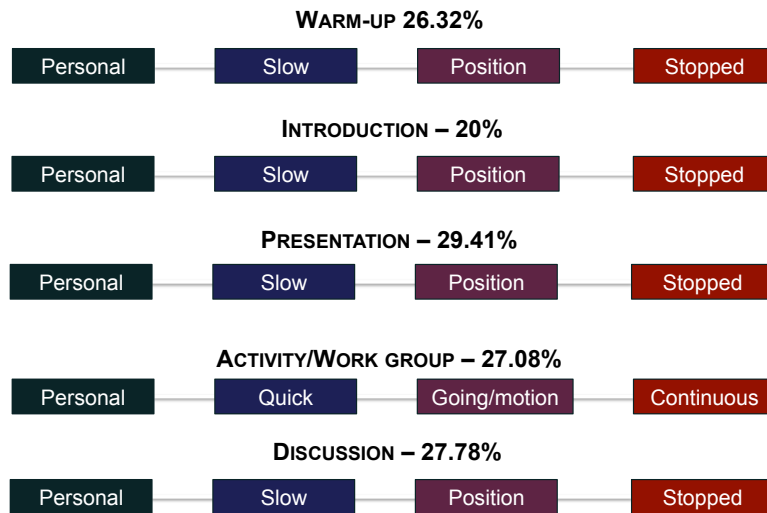 WARM-UP 26.32%
Personal Slow Position Stopped
INTRODUCTION – 20%
Personal Slow Position Stopped
PRESENTATION – 29.41%
Personal Slow Position Stopped
ACTIVITY/WORK GROUP – 27.08%
Personal Quick Going/motion Continuous
DISCUSSION – 27.78%
Personal Slow Position Stopped